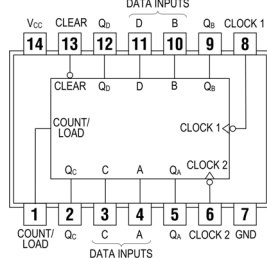 DATA INPUTS
VCC CLEAR QD D B QB CLOCK 1
14 13 12 11 10 9 8
CLEAR QD D B QB
COUNT/
LOAD
CLOCK 1
CLOCK 2
QC C A QA
1 2 3 4 5 6 7
COUNT/
LOAD
QC C A QA CLOCK 2 GND
DATA INPUTS